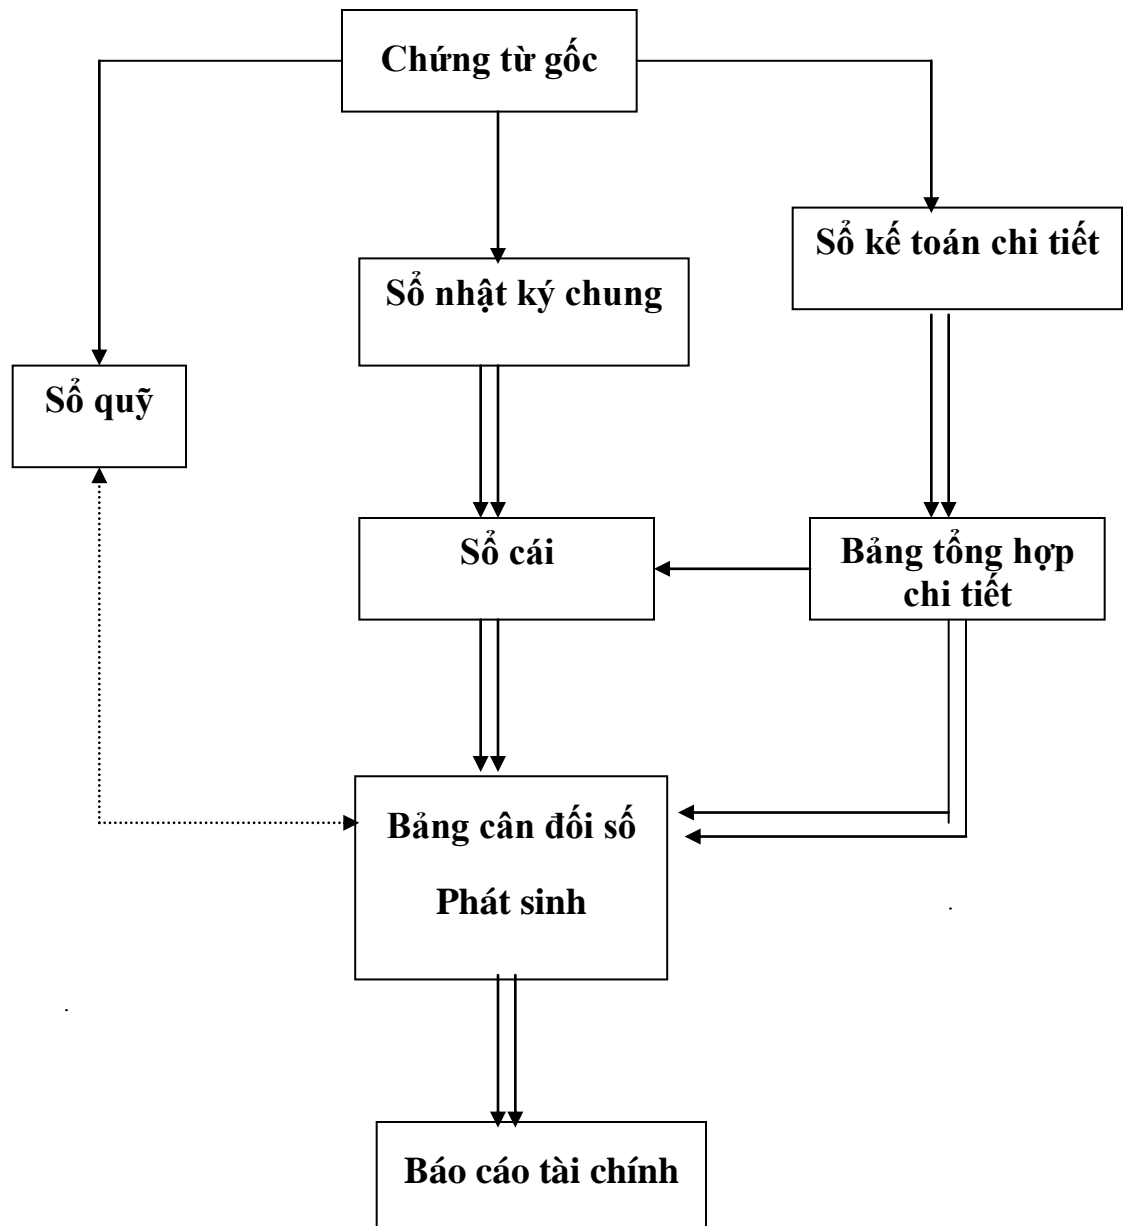 Chứng từ gốc
Sổ kế toán chi tiết
Sổ nhật ký chung
Sổ quỹ
Sổ cái
Bảng tổng hợp
chi tiết
Bảng cân đối số
Phát sinh
Báo cáo tài chính